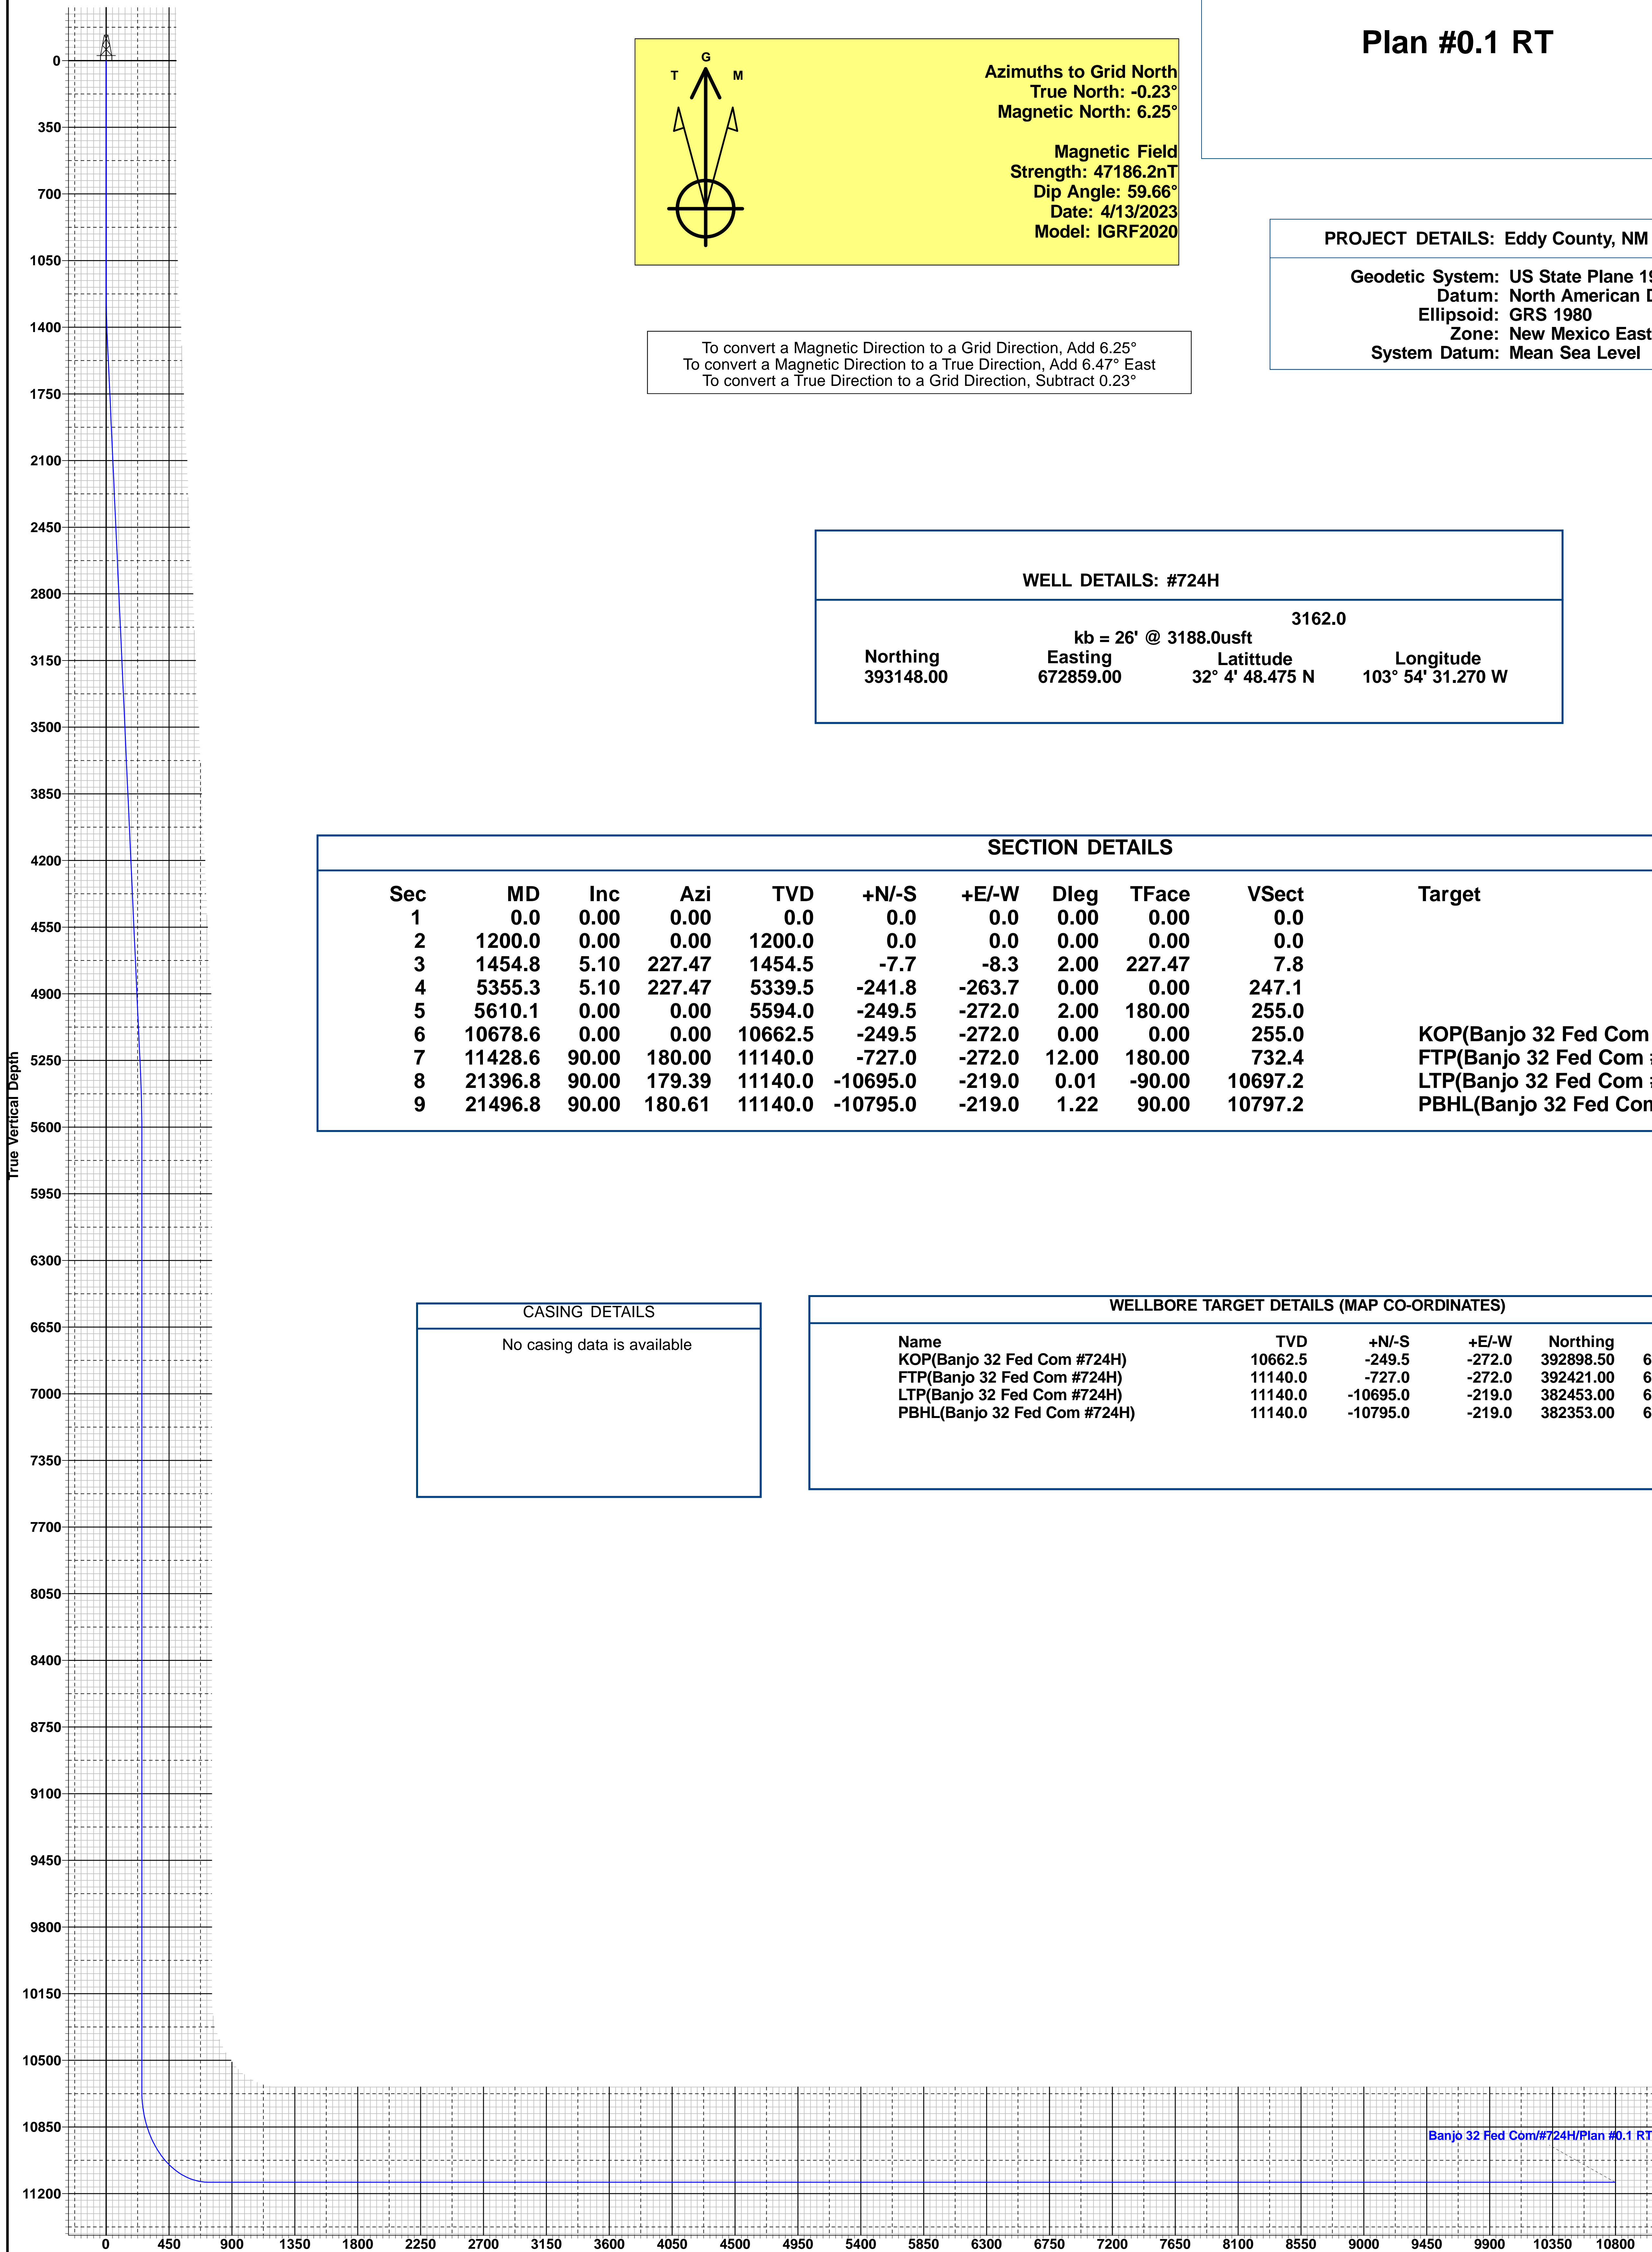 Plan #0.1 RT
G
T M
Azimuths to Grid North
True North: -0.23°
Magnetic North: 6.25°
Magnetic Field
Strength: 47186.2nT
Dip Angle: 59.66°
Date: 4/13/2023
Model: IGRF2020
PROJECT DETAILS: Eddy County, NM
Geodetic System: US State Plane 19
Datum: North American D
Ellipsoid: GRS 1980
Zone: New Mexico East
System Datum: Mean Sea Level
To convert a Magnetic Direction to a Grid Direction, Add 6.25°
To convert a Magnetic Direction to a True Direction, Add 6.47° East
To convert a True Direction to a Grid Direction, Subtract 0.23°
WELL DETAILS: #724H
3162.0
kb = 26' @ 3188.0usft
Northing Easting Latittude Longitude
393148.00 672859.00 32° 4' 48.475 N 103° 54' 31.270 W
SECTION DETAILS
Sec MD Inc Azi TVD +N/-S +E/-W Dleg TFace VSect Target
1 0.0 0.00 0.00 0.0 0.0 0.0 0.00 0.00 0.0
2 1200.0 0.00 0.00 1200.0 0.0 0.0 0.00 0.00 0.0
3 1454.8 5.10 227.47 1454.5 -7.7 -8.3 2.00 227.47 7.8
4 5355.3 5.10 227.47 5339.5 -241.8 -263.7 0.00 0.00 247.1
5 5610.1 0.00 0.00 5594.0 -249.5 -272.0 2.00 180.00 255.0
6 10678.6 0.00 0.00 10662.5 -249.5 -272.0 0.00 0.00 255.0 KOP(Banjo 32 Fed Com
7 11428.6 90.00 180.00 11140.0 -727.0 -272.0 12.00 180.00 732.4 FTP(Banjo 32 Fed Com #
8 21396.8 90.00 179.39 11140.0 -10695.0 -219.0 0.01 -90.00 10697.2 LTP(Banjo 32 Fed Com #
9 21496.8 90.00 180.61 11140.0 -10795.0 -219.0 1.22 90.00 10797.2 PBHL(Banjo 32 Fed Com
CASING DETAILS
No casing data is available
WELLBORE TARGET DETAILS (MAP CO-ORDINATES)
Name TVD +N/-S +E/-W Northing
KOP(Banjo 32 Fed Com #724H) 10662.5 -249.5 -272.0 392898.50 6
FTP(Banjo 32 Fed Com #724H) 11140.0 -727.0 -272.0 392421.00 6
LTP(Banjo 32 Fed Com #724H) 11140.0 -10695.0 -219.0 382453.00 6
PBHL(Banjo 32 Fed Com #724H) 11140.0 -10795.0 -219.0 382353.00 6
True Vertical Depth
0
350
700
1050
1400
1750
2100
2450
2800
3150
3500
3850
4200
4550
4900
5250
5600
5950
6300
6650
7000
7350
7700
8050
8400
8750
9100
9450
9800
10150
10500
10850
11200
Banjo 32 Fed Com/#724H/Plan #0.1 RT
0 450 900 1350 1800 2250 2700 3150 3600 4050 4500 4950 5400 5850 6300 6750 7200 7650 8100 8550 9000 9450 9900 10350 10800